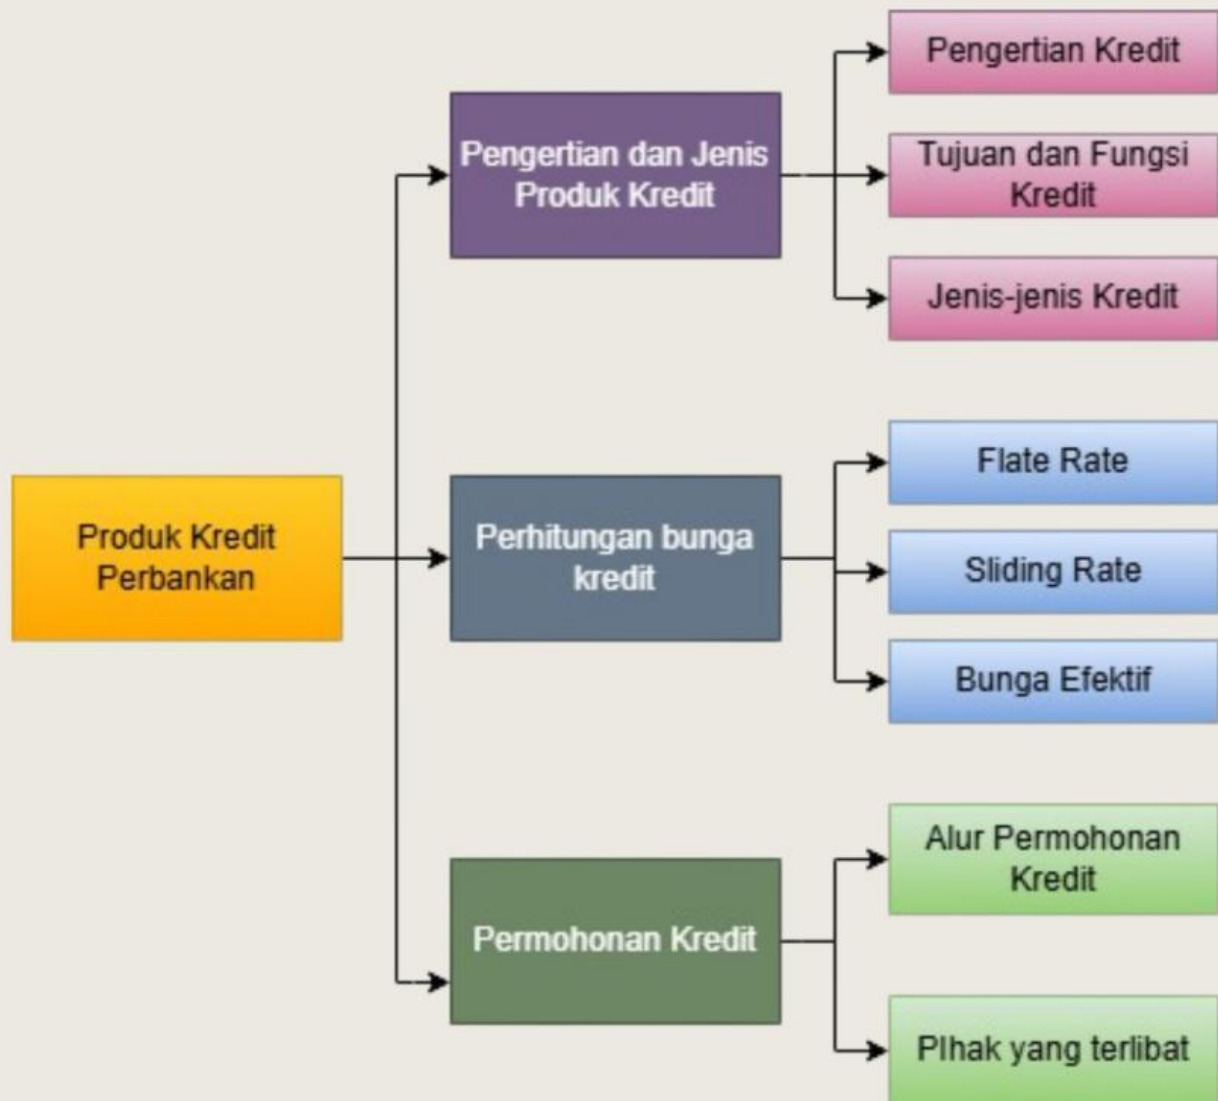 Pengertian Kredit
Pengertian dan Jenis
Produk Kredit
Tujuan dan Fungsi
Kredit
Jenis-jenis Kredit
Produk Kredit
Perbankan
Perhitungan bunga
kredit
Flate Rate
Sliding Rate
Bunga Efektif
Permohonan Kredit
Alur Permohonan
Kredit
PIhak yang terlibat